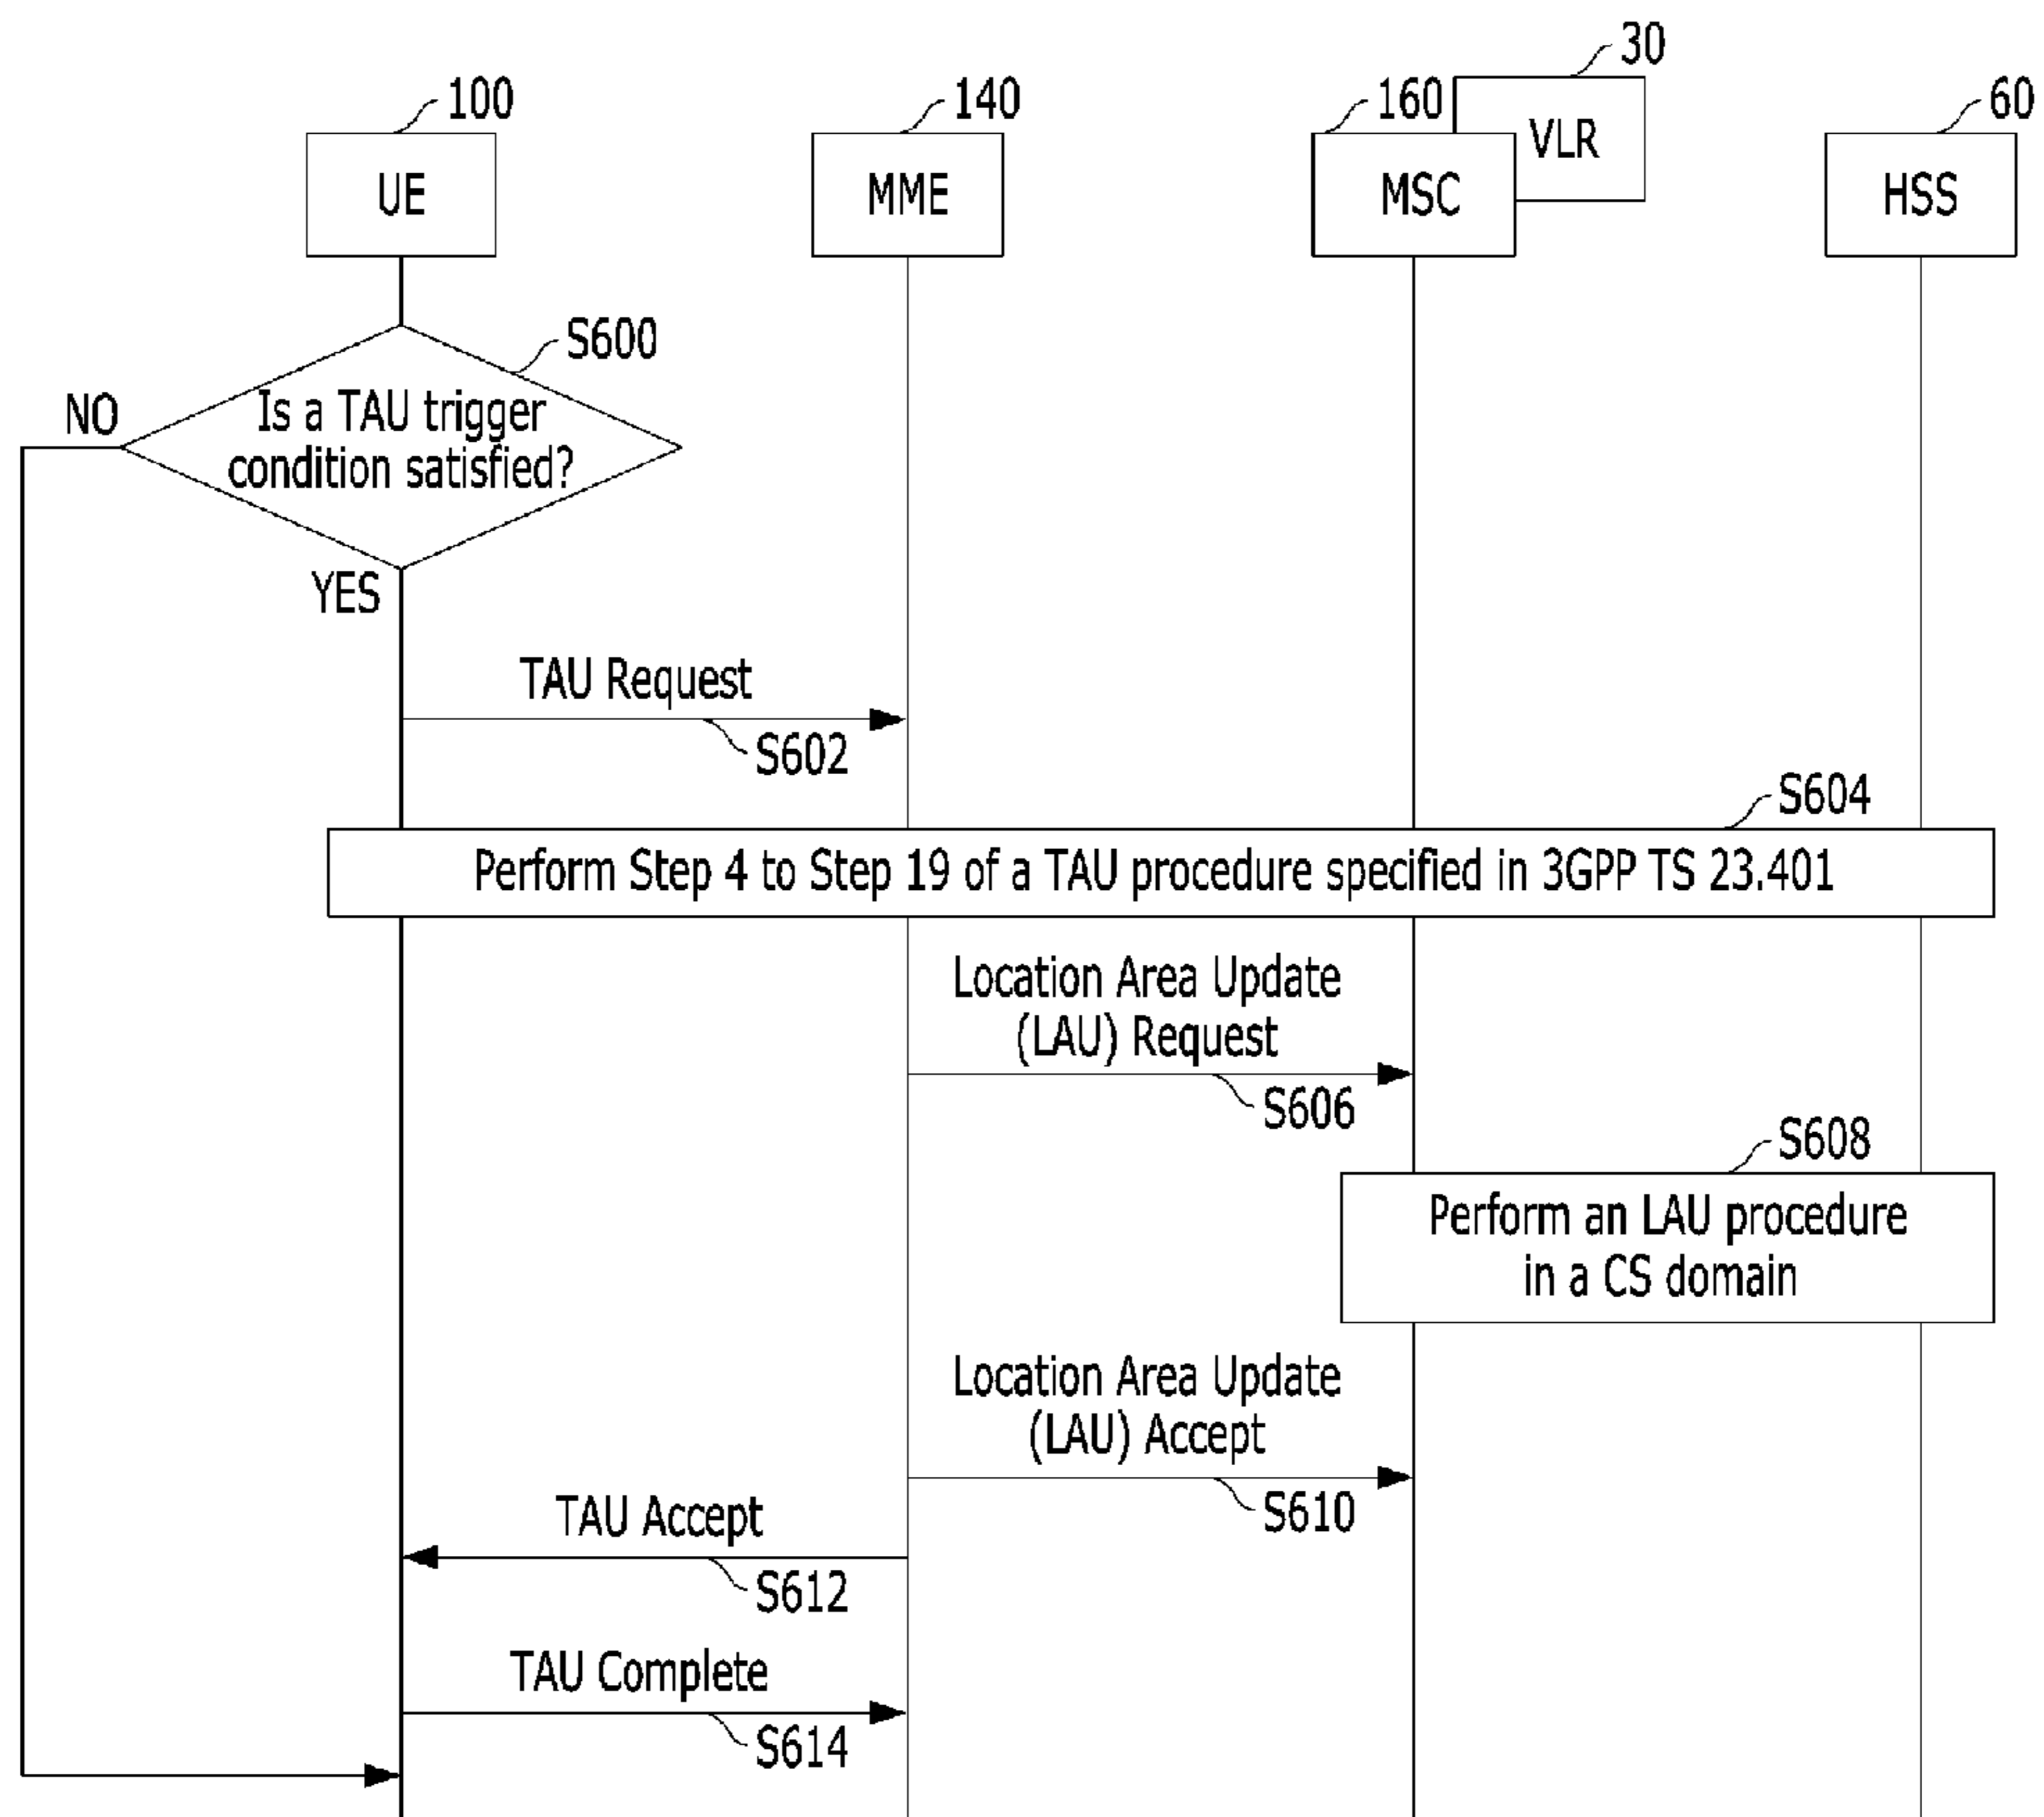 30
100
140
160
60
VLR
UE
MME
MSC
HSS
S600
NO
Is a TAU trigger
condition satisfied?
YES
TAU Request
S602
S604
Perform Step 4 to Step 19 of a TAU procedure specified in 3GPP TS 23.401
Location Area Update
(LAU) Request
S606
S608
Perform an LAU procedure
in a CS domain
Location Area Update
(LAU) Accept
S610
TAU Accept
S612
TAU Complete
S614